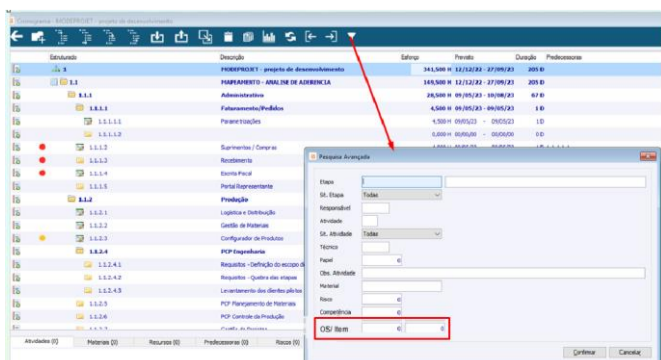 Cronograma - MODEPROJET - projeto de desenvolvimento
Estruturado Descrição Esforço Previsto Duração Predecessoras
1 MODEPROJET - projeto de desenvolvimento 341,500 H 12/12/22 - 27/09/23 205 D
1.1 MAPEAMENTO - ANALISE DE ADERENCIA 149,500 H 12/12/22 - 27/09/23 205 D
1.1.1 Administrativo 28,500 H 09/05/23 - 10/08/23 67 D
1.1.1.1 Faturamento/Pedidos 4,500 H 09/05/23 - 09/05/23 1 D
1.1.1.1.1 Parametrizações 4,500 H 09/05/23 - 09/05/23 1 D
1.1.1.1.2 0,000 H 00/00/00 - 00/00/00 0 D
1.1.1.2 Suprimentos / Compras
1.1.1.3 Recebimento
1.1.1.4 Escrita Fiscal
1.1.1.5 Portal Representante
1.1.2 Produção
1.1.2.1 Logística e Distribuição
1.1.2.2 Gestão de Materiais
1.1.2.3 Configurador de Produtos
1.1.2.4 PCP Engenharia
1.1.2.4.1 Requisitos - Definição do escopo d
1.1.2.4.2 Requisitos - Quebra das etapas
1.1.2.4.3 Levantamento dos clientes pilotos
1.1.2.5 PCP Planejamento de Materiais
1.1.2.6 PCP Controle da Produção
Atividades (0) Materiais (0) Recursos (0) Predecessoras (0) Riscos (0)
Pesquisa Avançada
Etapa
Sit. Etapa Todas
Responsável
Atividade
Sit. Atividade Todas
Técnico
Papel 0
Obs. Atividade
Material
Risco 0
Competência 0
OS/ Item 0 0
Confirmar Cancelar